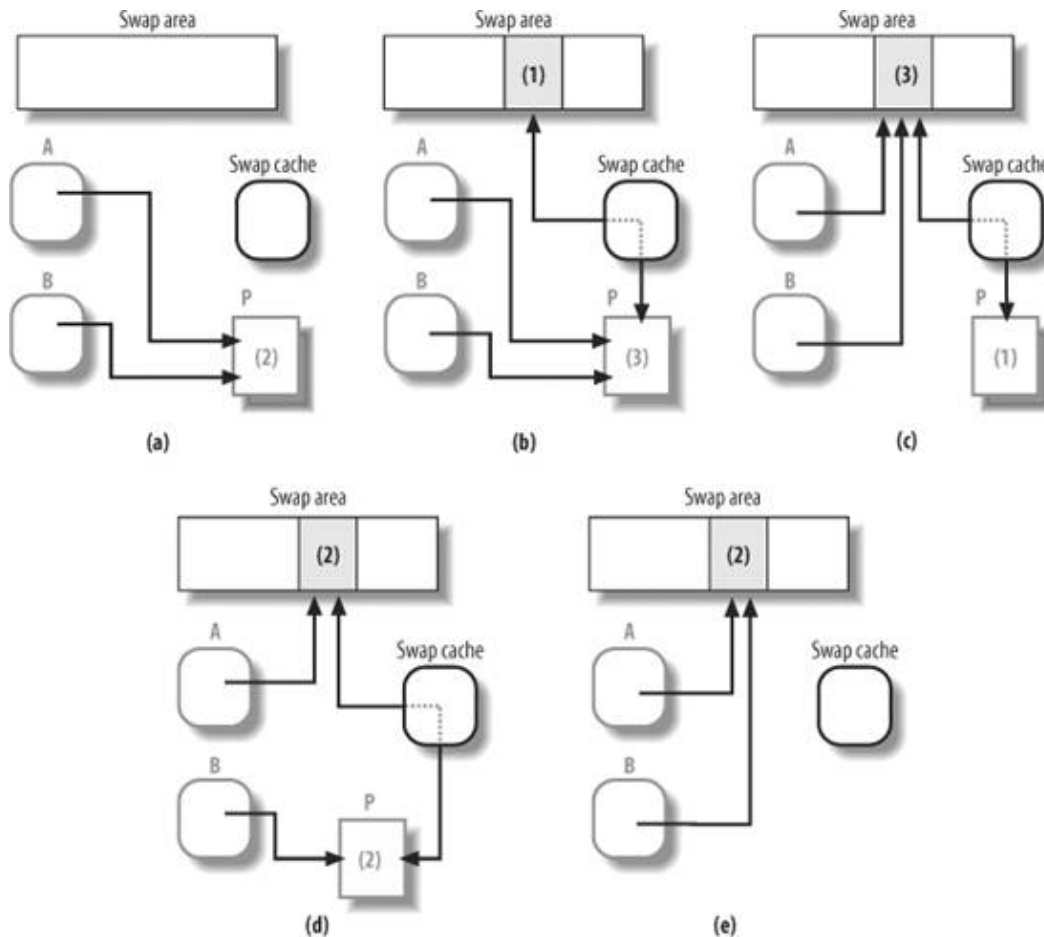 Swap area
A
Swap cache
B
P
(2)
(a)
Swap area
(1)
A
Swap cache
B
P
(3)
(b)
Swap area
(3)
A
Swap cache
B
P
(1)
(c)
Swap area
(2)
A
Swap cache
B
P
(2)
(d)
Swap area
(2)
A
Swap cache
B
(e)